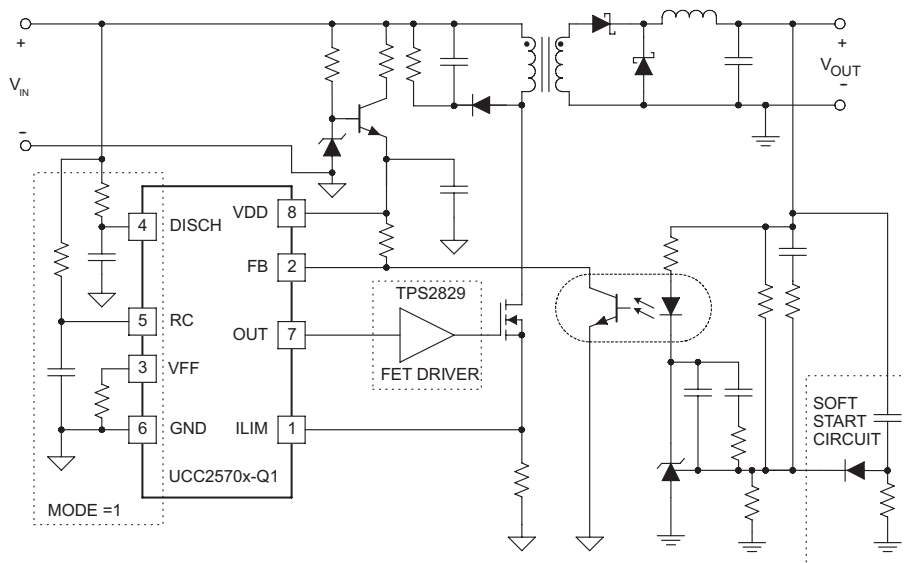 +
V_IN
-
+
V_OUT
-
4 DISCH
VDD 8
FB 2
5 RC
OUT 7
3 VFF
6 GND
ILIM 1
UCC2570x-Q1
MODE =1
TPS2829
FET DRIVER
SOFT
START
CIRCUIT